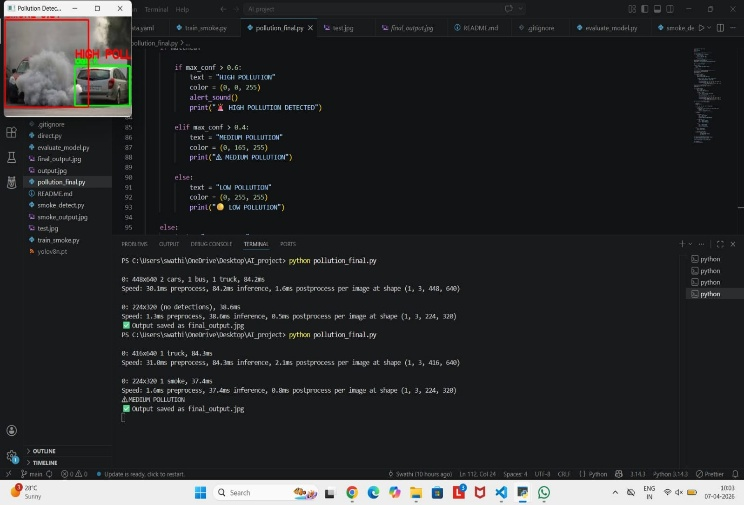 Pollution Detec...
Terminal Help
AI project
data.yaml
train_smoke.py
pollution_final.py
test.jpg
final_output.jpg
README.md
.gitignore
evaluate_model.py
smoke_de
pollution_final.py > ...
HIGH POLL
if max_conf > 0.6:
text = "HIGH POLLUTION"
color = (0, 0, 255)
alert_sound()
print("🚨 HIGH POLLUTION DETECTED")
85 elif max_conf > 0.4:
86 text = "MEDIUM POLLUTION"
87 color = (0, 165, 255)
88 print("⚠ MEDIUM POLLUTION")
89
90 else:
91 text = "LOW POLLUTION"
92 color = (0, 255, 255)
93 print("🟡 LOW POLLUTION")
94
95 else:
.gitignore
direct.py
evaluate_model.py
final_output.jpg
output.jpg
pollution_final.py
README.md
smoke_detect.py
smoke_output.jpg
test.jpg
train_smoke.py
yolov8n.pt
OUTLINE
TIMELINE
PROBLEMS OUTPUT DEBUG CONSOLE TERMINAL PORTS
PS C:\Users\swathi\OneDrive\Desktop\AI_project> python pollution_final.py
0: 448x640 2 cars, 1 bus, 1 truck, 84.2ms
Speed: 30.1ms preprocess, 84.2ms inference, 1.6ms postprocess per image at shape (1, 3, 448, 640)
0: 224x320 (no detections), 38.6ms
Speed: 1.3ms preprocess, 38.6ms inference, 0.5ms postprocess per image at shape (1, 3, 224, 320)
✅ Output saved as final_output.jpg
PS C:\Users\swathi\OneDrive\Desktop\AI_project> python pollution_final.py
0: 416x640 1 truck, 84.3ms
Speed: 31.0ms preprocess, 84.3ms inference, 2.1ms postprocess per image at shape (1, 3, 416, 640)
0: 224x320 1 smoke, 37.4ms
Speed: 1.6ms preprocess, 37.4ms inference, 0.8ms postprocess per image at shape (1, 3, 224, 320)
⚠ MEDIUM POLLUTION
✅ Output saved as final_output.jpg
python
python
python
python
main
0 0
Update is ready, click to restart.
Swathi (10 hours ago) Ln 112, Col 24 Spaces: 4 UTF-8 CRLF Python 3.14.3 Python 3.14.3 Prettier
28°C
Sunny
Search
ENG
IN
10:03
07-04-2026